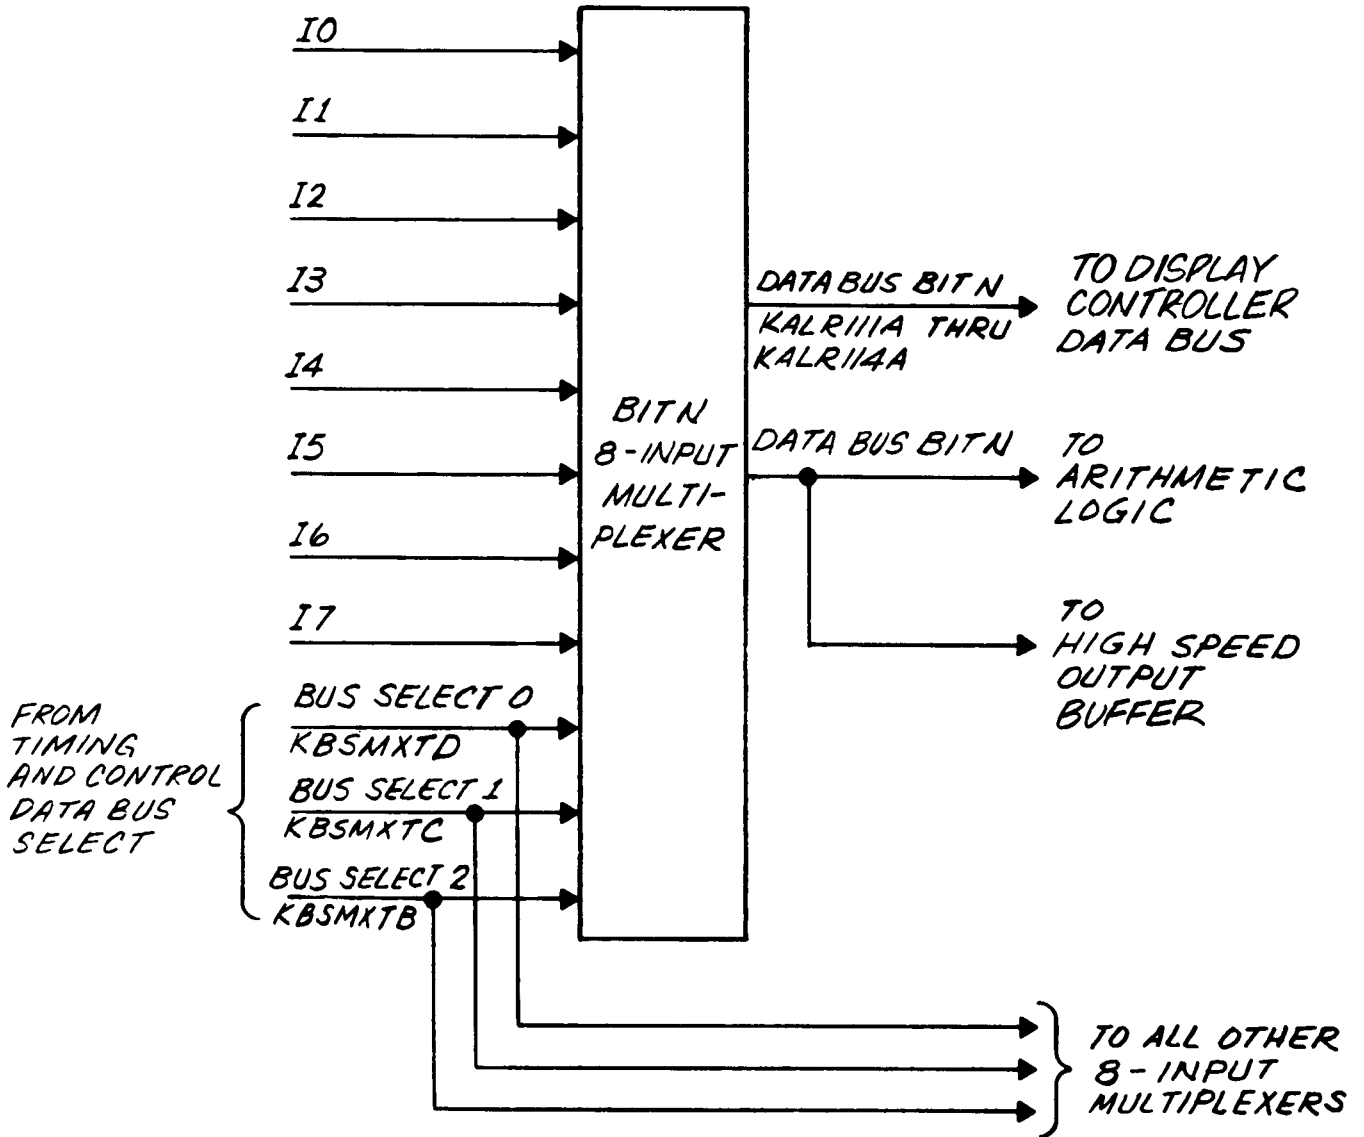 I0
I1
I2
I3
I4
I5
I6
I7
BIT N
8-INPUT
MULTI-
PLEXER
DATA BUS BIT N
KALR111A THRU
KALR114A
TO DISPLAY
CONTROLLER
DATA BUS
DATA BUS BIT N
TO
ARITHMETIC
LOGIC
TO
HIGH SPEED
OUTPUT
BUFFER
FROM
TIMING
AND CONTROL
DATA BUS
SELECT
BUS SELECT 0
KBSMXTD
BUS SELECT 1
KBSMXTC
BUS SELECT 2
KBSMXTB
TO ALL OTHER
8-INPUT
MULTIPLEXERS